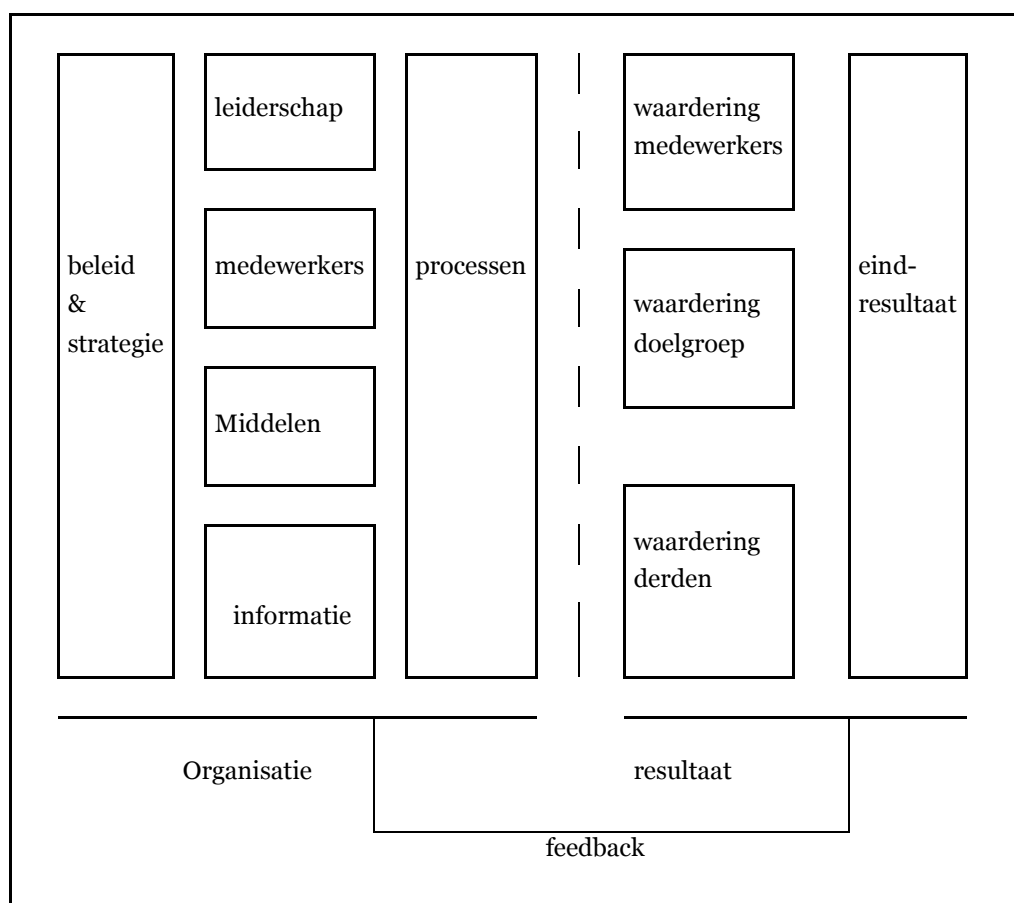 beleid
&
strategie
leiderschap
medewerkers
Middelen
informatie
processen
waardering
medewerkers
waardering
doelgroep
waardering
derden
eind-
resultaat
Organisatie
resultaat
feedback